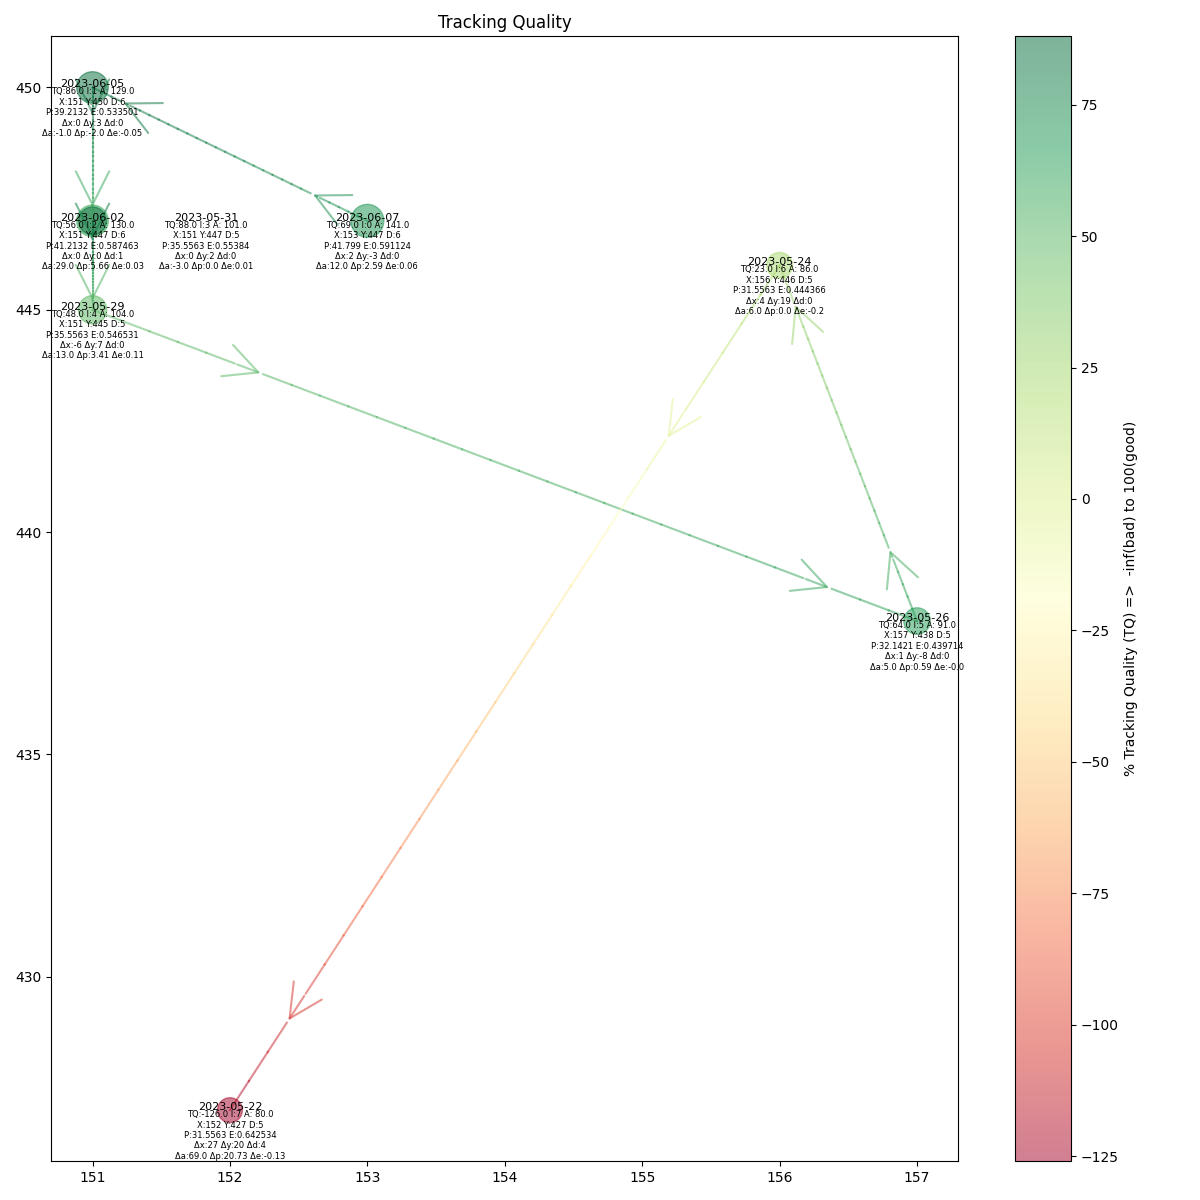 Tracking Quality
2023-06-05
TQ:86.0 I:1 A: 129.0
X:151 Y:450 D:6
P:39.2132 E:0.533501
Δx:0 Δy:3 Δd:0
Δa:-1.0 Δp:-2.0 Δe:-0.05
2023-06-02
TQ:56.0 I:2 A: 130.0
X:151 Y:447 D:6
P:41.2132 E:0.587463
Δx:0 Δy:0 Δd:1
Δa:29.0 Δp:5.66 Δe:0.03
2023-05-31
TQ:88.0 I:3 A: 101.0
X:151 Y:447 D:5
P:35.5563 E:0.55384
Δx:0 Δy:2 Δd:0
Δa:-3.0 Δp:0.0 Δe:0.01
2023-06-07
TQ:69.0 I:0 A: 141.0
X:153 Y:447 D:6
P:41.799 E:0.591124
Δx:2 Δy:-3 Δd:0
Δa:12.0 Δp:2.59 Δe:0.06
2023-05-24
TQ:23.0 I:6 A: 86.0
X:156 Y:446 D:5
P:31.5563 E:0.444366
Δx:4 Δy:19 Δd:0
Δa:6.0 Δp:0.0 Δe:-0.2
2023-05-29
TQ:48.0 I:4 A: 104.0
X:151 Y:445 D:5
P:35.5563 E:0.546531
Δx:-6 Δy:7 Δd:0
Δa:13.0 Δp:3.41 Δe:0.11
2023-05-26
TQ:64.0 I:5 A: 91.0
X:157 Y:438 D:5
P:32.1421 E:0.439714
Δx:1 Δy:-8 Δd:0
Δa:5.0 Δp:0.59 Δe:-0.0
2023-05-22
TQ:-126.0 I:7 A: 80.0
X:152 Y:427 D:5
P:31.5563 E:0.642534
Δx:27 Δy:20 Δd:4
Δa:69.0 Δp:20.73 Δe:-0.13
450
445
440
435
430
151
152
153
154
155
156
157
75
50
25
0
−25
−50
−75
−100
−125
% Tracking Quality (TQ) =>  -inf(bad) to 100(good)